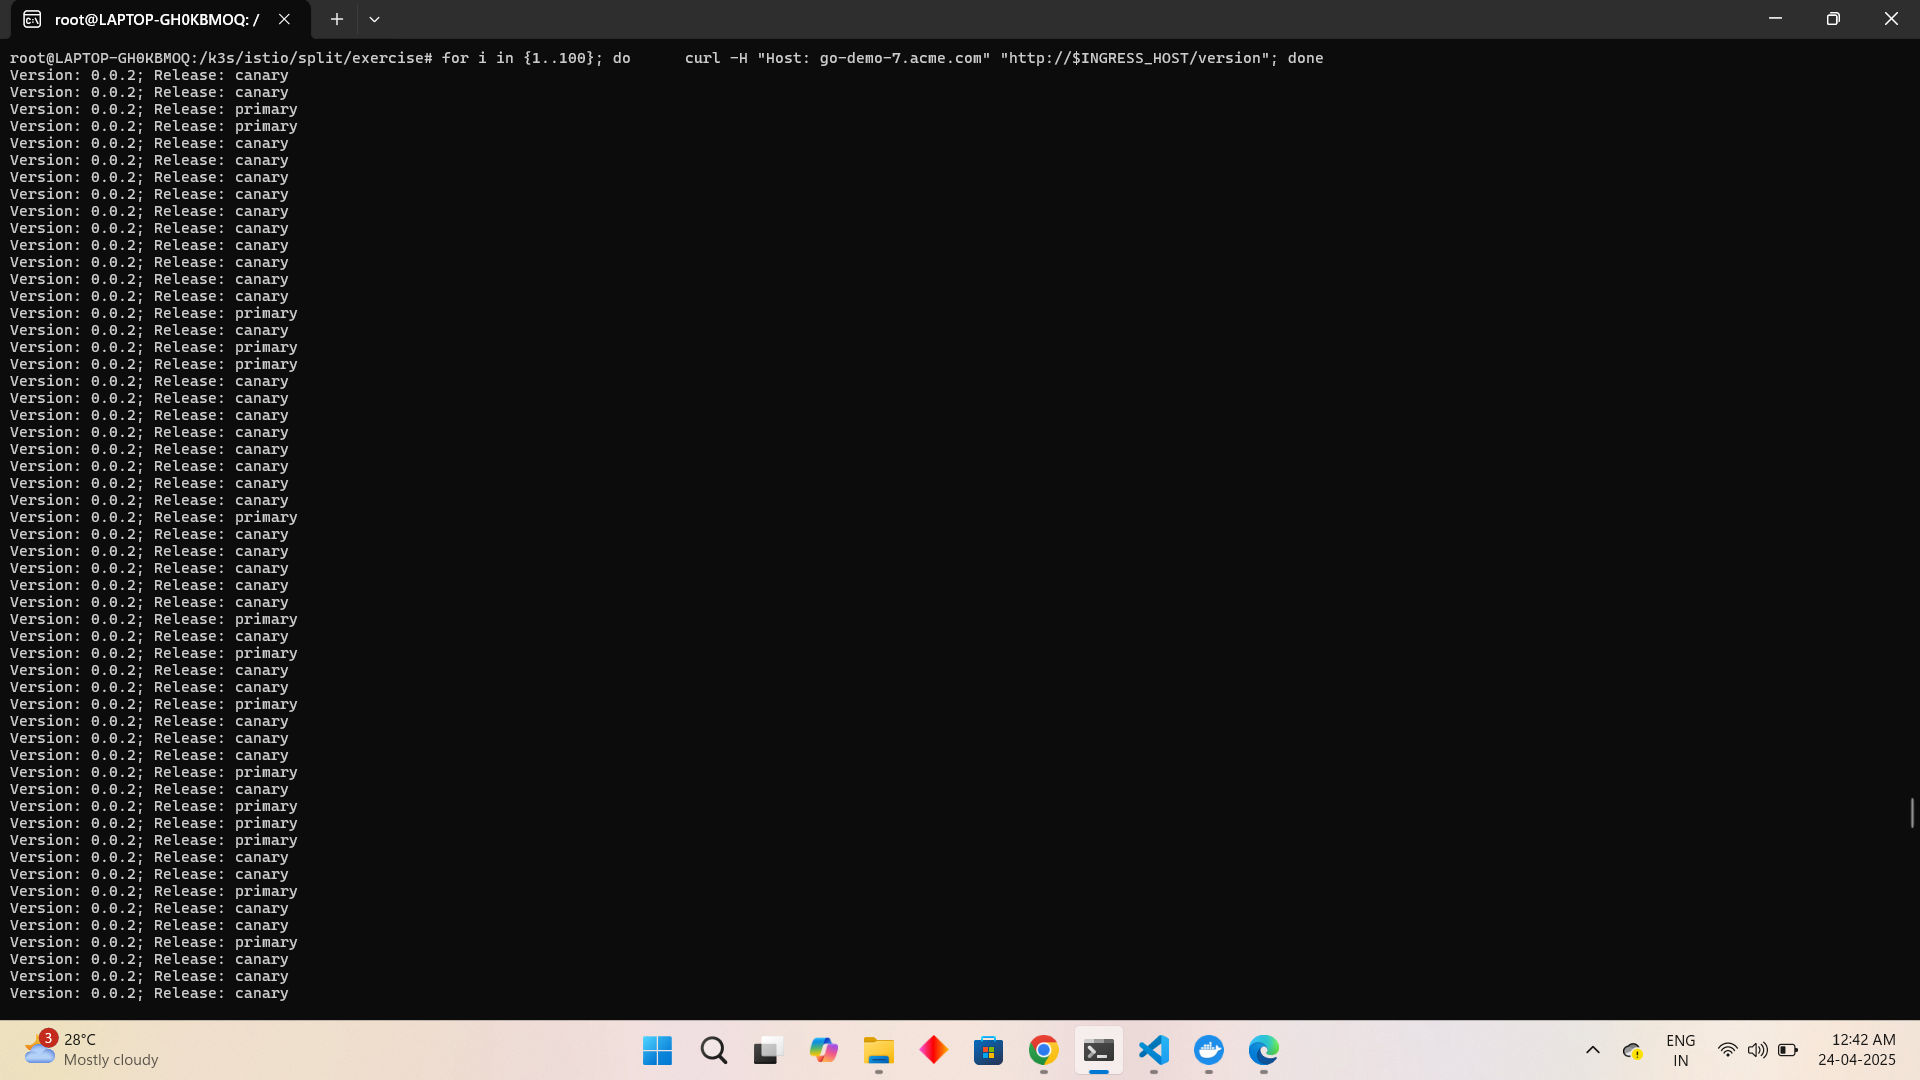 root@LAPTOP-GH0KBMOQ: /
root@LAPTOP-GH0KBMOQ:/k3s/istio/split/exercise# for i in {1..100}; do      curl -H "Host: go-demo-7.acme.com" "http://$INGRESS_HOST/version"; done
Version: 0.0.2; Release: canary
Version: 0.0.2; Release: canary
Version: 0.0.2; Release: primary
Version: 0.0.2; Release: primary
Version: 0.0.2; Release: canary
Version: 0.0.2; Release: canary
Version: 0.0.2; Release: canary
Version: 0.0.2; Release: canary
Version: 0.0.2; Release: canary
Version: 0.0.2; Release: canary
Version: 0.0.2; Release: canary
Version: 0.0.2; Release: canary
Version: 0.0.2; Release: canary
Version: 0.0.2; Release: canary
Version: 0.0.2; Release: primary
Version: 0.0.2; Release: canary
Version: 0.0.2; Release: primary
Version: 0.0.2; Release: primary
Version: 0.0.2; Release: canary
Version: 0.0.2; Release: canary
Version: 0.0.2; Release: canary
Version: 0.0.2; Release: canary
Version: 0.0.2; Release: canary
Version: 0.0.2; Release: canary
Version: 0.0.2; Release: canary
Version: 0.0.2; Release: canary
Version: 0.0.2; Release: primary
Version: 0.0.2; Release: canary
Version: 0.0.2; Release: canary
Version: 0.0.2; Release: canary
Version: 0.0.2; Release: canary
Version: 0.0.2; Release: canary
Version: 0.0.2; Release: primary
Version: 0.0.2; Release: canary
Version: 0.0.2; Release: primary
Version: 0.0.2; Release: canary
Version: 0.0.2; Release: canary
Version: 0.0.2; Release: primary
Version: 0.0.2; Release: canary
Version: 0.0.2; Release: canary
Version: 0.0.2; Release: canary
Version: 0.0.2; Release: primary
Version: 0.0.2; Release: canary
Version: 0.0.2; Release: primary
Version: 0.0.2; Release: primary
Version: 0.0.2; Release: primary
Version: 0.0.2; Release: canary
Version: 0.0.2; Release: canary
Version: 0.0.2; Release: primary
Version: 0.0.2; Release: canary
Version: 0.0.2; Release: canary
Version: 0.0.2; Release: primary
Version: 0.0.2; Release: canary
Version: 0.0.2; Release: canary
Version: 0.0.2; Release: canary
3
28°C
Mostly cloudy
ENG
IN
12:42 AM
24-04-2025